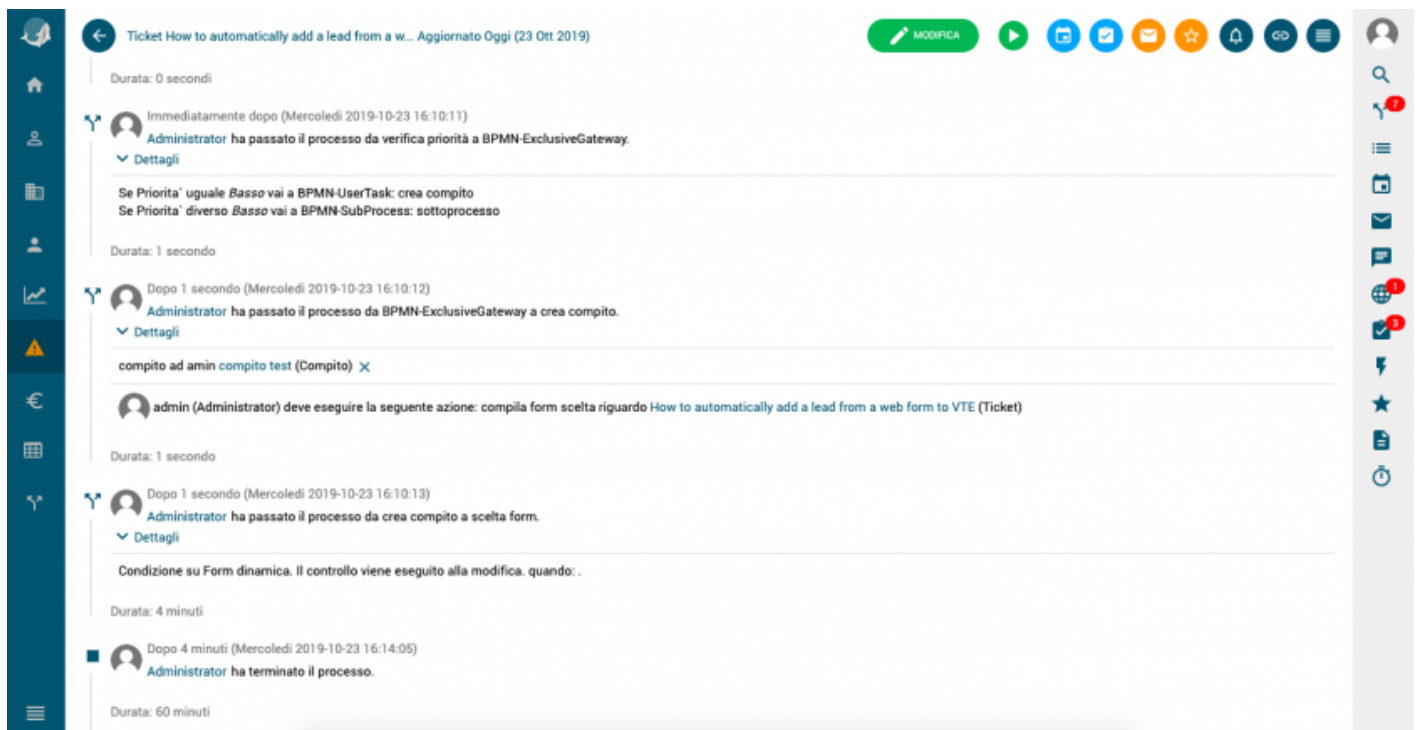 Ticket How to automatically add a lead from a w... Aggiornato Oggi (23 Ott 2019)
MODIFICA
Durata: 0 secondi
7
Immediatamente dopo (Mercoledì 2019-10-23 16:10:11)
Administrator ha passato il processo da verifica priorità a BPMN-ExclusiveGateway.
Dettagli
Se Priorita` uguale Basso vai a BPMN-UserTask: crea compito
Se Priorita` diverso Basso vai a BPMN-SubProcess: sottoprocesso
Durata: 1 secondo
Dopo 1 secondo (Mercoledì 2019-10-23 16:10:12)
1
Administrator ha passato il processo da BPMN-ExclusiveGateway a crea compito.
3
Dettagli
compito ad amin compito test (Compito)
admin (Administrator) deve eseguire la seguente azione: compila form scelta riguardo How to automatically add a lead from a web form to VTE (Ticket)
Durata: 1 secondo
Dopo 1 secondo (Mercoledì 2019-10-23 16:10:13)
Administrator ha passato il processo da crea compito a scelta form.
Dettagli
Condizione su Form dinamica. Il controllo viene eseguito alla modifica. quando: .
Durata: 4 minuti
Dopo 4 minuti (Mercoledì 2019-10-23 16:14:05)
Administrator ha terminato il processo.
Durata: 60 minuti